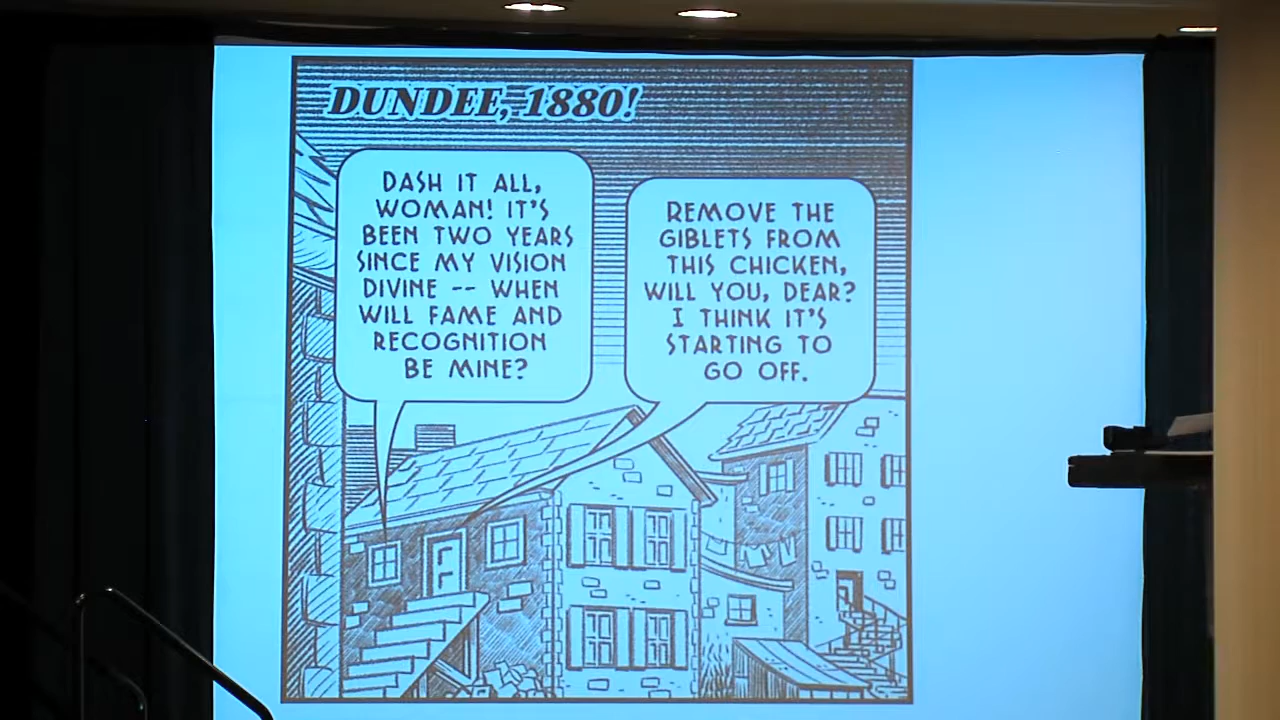 DUNDEE, 1880!
DASH IT ALL,
WOMAN! IT'S
BEEN TWO YEARS
SINCE MY VISION
DIVINE -- WHEN
WILL FAME AND
RECOGNITION
BE MINE?
REMOVE THE
GIBLETS FROM
THIS CHICKEN,
WILL YOU, DEAR?
I THINK IT'S
STARTING TO
GO OFF.